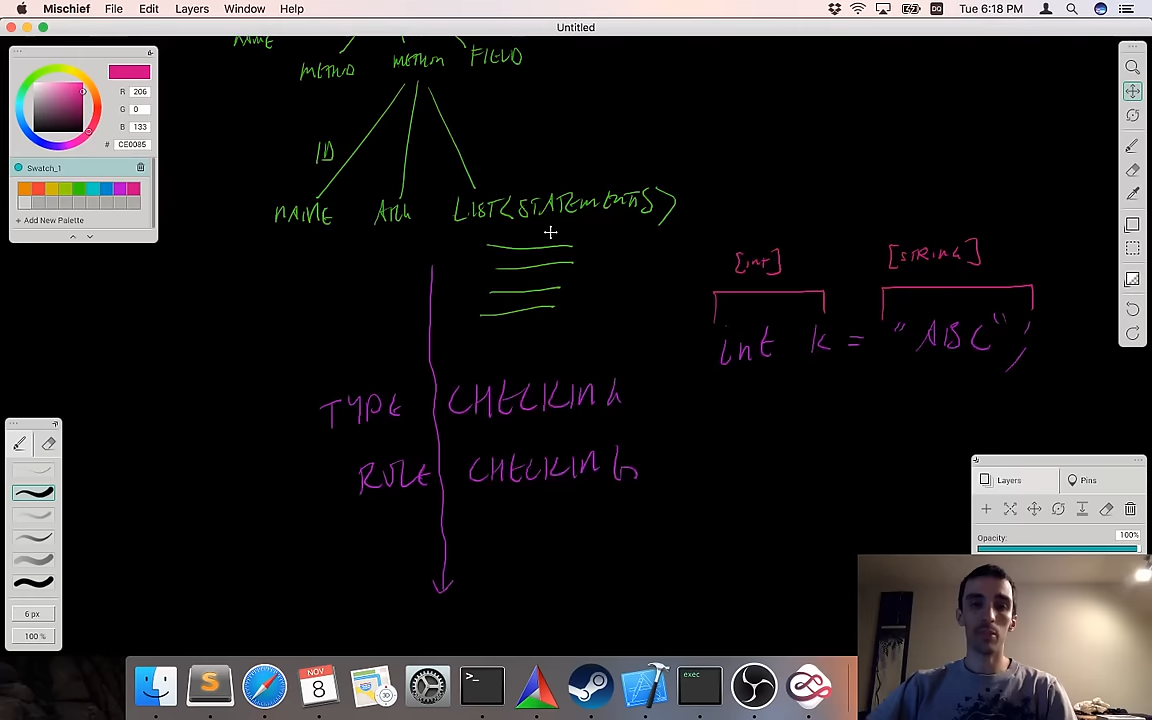 Mischief File Edit Layers Window Help Tue 6:18 PM
Untitled
NAME
METHOD METHOD FIELD
R 206
G 0
B 133
# CE0085
Swatch_1
+ Add New Palette
ID
NAME LIST<STATEMENTS>
[int] [STRING]
int k = "ABC";
TYPE CHECKING
RULE CHECKING
6 px
100 %
Layers Pins
Opacity: 100%
NOV
8
>_
exec